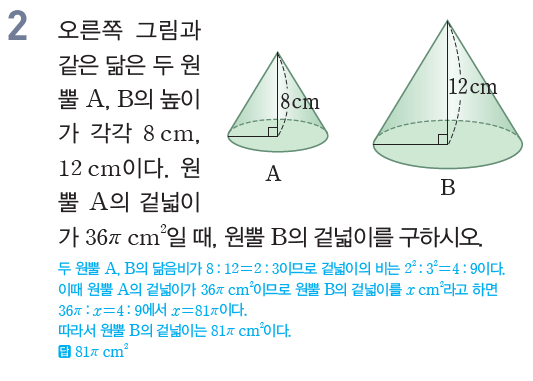 2
오른쪽 그림과
같은 닮은 두 원
뿔 A, B의 높이
가 각각 8 cm,
12 cm이다. 원
뿔 A의 겉넓이
가 36π cm²일 때, 원뿔 B의 겉넓이를 구하시오.
8cm
A
12cm
B
두 원뿔 A, B의 닮음비가 8 : 12=2 : 3이므로 겉넓이의 비는 2² : 3²=4 : 9이다.
이때 원뿔 A의 겉넓이가 36π cm²이므로 원뿔 B의 겉넓이를 x cm²라고 하면
36π : x=4 : 9에서 x=81π이다.
따라서 원뿔 B의 겉넓이는 81π cm²이다.
답 81π cm²